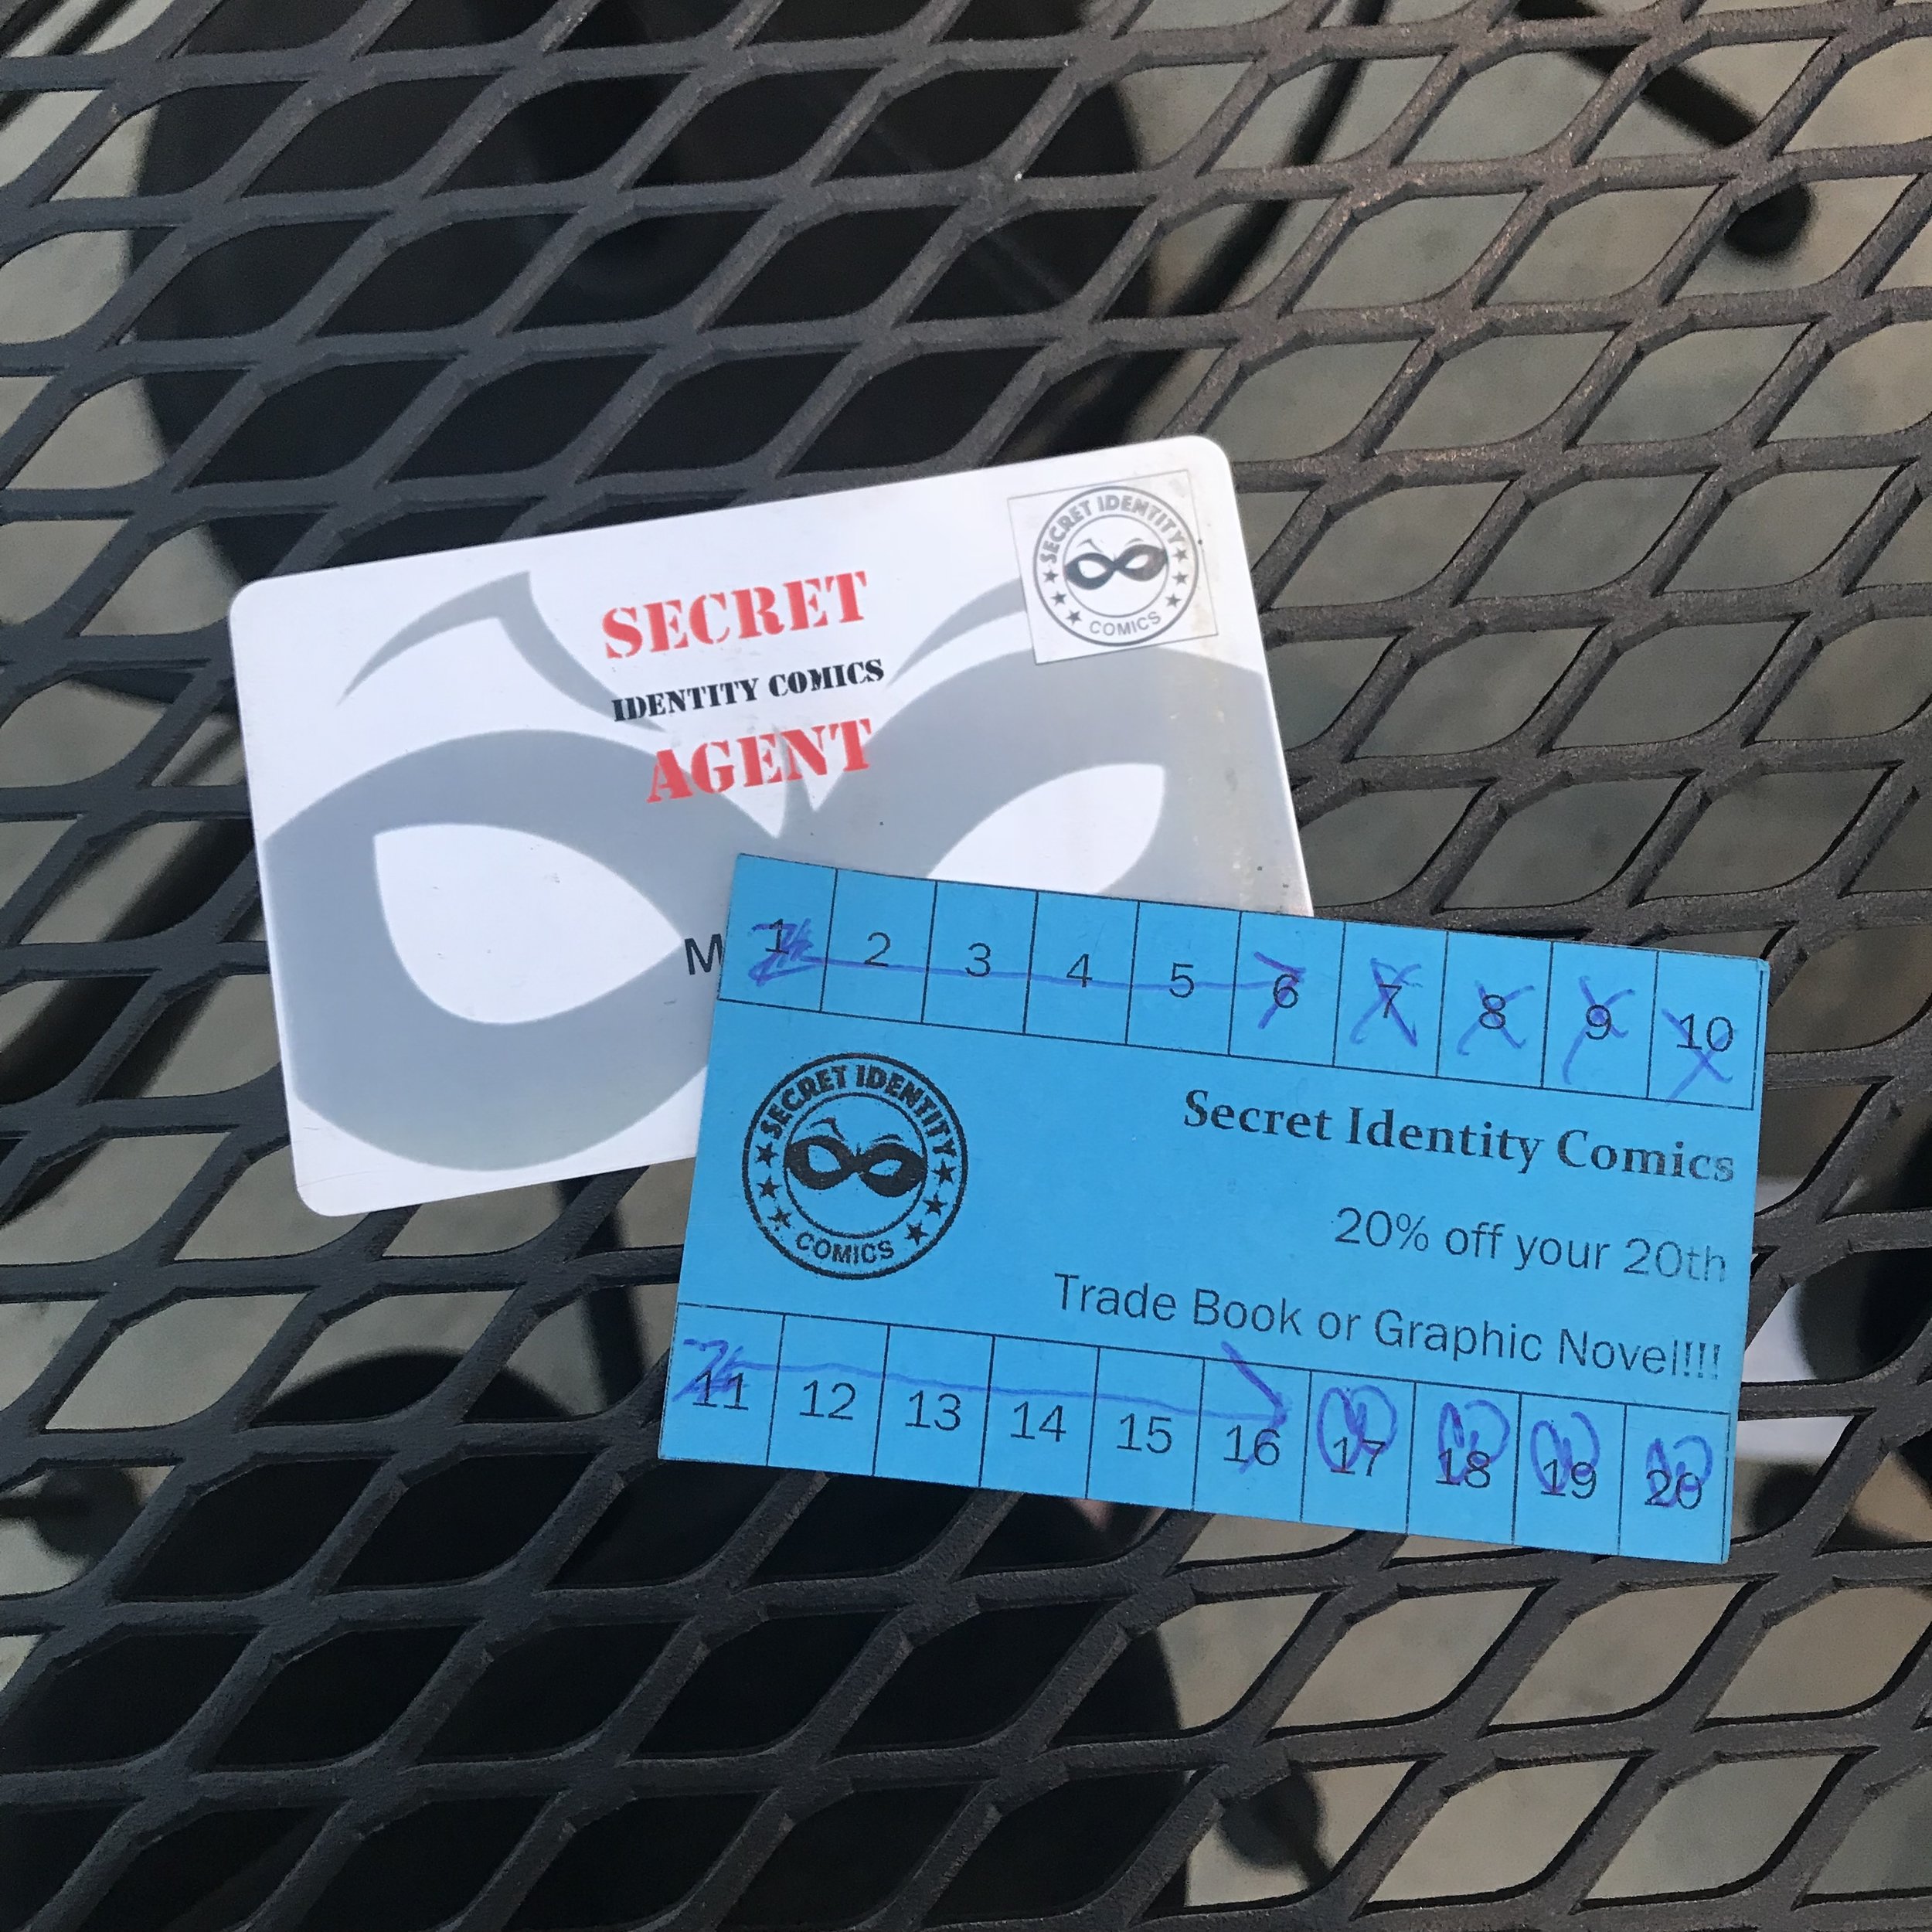 SECRET IDENTITY
COMICS
SECRET
IDENTITY COMICS
AGENT
M
1 2 3 4 5 6 7 8 9 10
SECRET IDENTITY
COMICS
Secret Identity Comics
20% off your 20th
Trade Book or Graphic Novel!!!
11 12 13 14 15 16 17 18 19 20